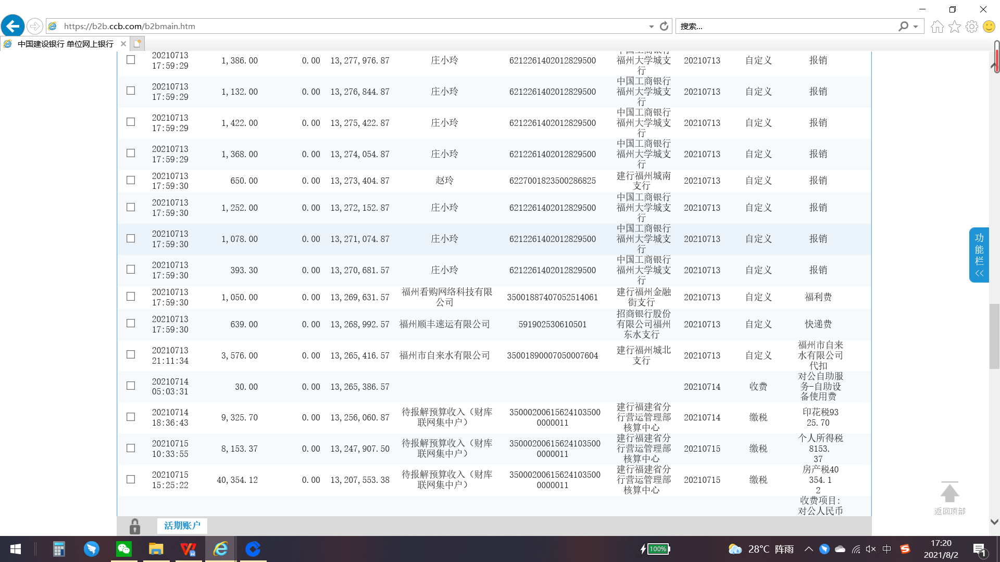 https://b2b.ccb.com/b2bmain.htm
搜索...
中国建设银行 单位网上银行
20210713
17:59:29
1,386.00
0.00
13,277,976.87
庄小玲
6212261402012829500
中国工商银行
福州大学城支
行
20210713
自定义
报销
20210713
17:59:29
1,132.00
0.00
13,276,844.87
庄小玲
6212261402012829500
中国工商银行
福州大学城支
行
20210713
自定义
报销
20210713
17:59:29
1,422.00
0.00
13,275,422.87
庄小玲
6212261402012829500
中国工商银行
福州大学城支
行
20210713
自定义
报销
20210713
17:59:29
1,368.00
0.00
13,274,054.87
庄小玲
6212261402012829500
中国工商银行
福州大学城支
行
20210713
自定义
报销
20210713
17:59:30
650.00
0.00
13,273,404.87
赵玲
6227001823500286825
建行福州城南
支行
20210713
自定义
报销
20210713
17:59:30
1,252.00
0.00
13,272,152.87
庄小玲
6212261402012829500
中国工商银行
福州大学城支
行
20210713
自定义
报销
20210713
17:59:30
1,078.00
0.00
13,271,074.87
庄小玲
6212261402012829500
中国工商银行
福州大学城支
行
20210713
自定义
报销
20210713
17:59:30
393.30
0.00
13,270,681.57
庄小玲
6212261402012829500
中国工商银行
福州大学城支
行
20210713
自定义
报销
20210713
17:59:30
1,050.00
0.00
13,269,631.57
福州看购网络科技有限
公司
35001887407052514061
建行福州金融
街支行
20210713
自定义
福利费
20210713
17:59:30
639.00
0.00
13,268,992.57
福州顺丰速运有限公司
591902530610501
招商银行股份
有限公司福州
东水支行
20210713
自定义
快递费
20210713
21:11:34
3,576.00
0.00
13,265,416.57
福州市自来水有限公司
35001890007050007604
建行福州城北
支行
20210713
自定义
福州市自来
水有限公司
代扣
20210714
05:03:31
30.00
0.00
13,265,386.57
20210714
收费
对公自助服
务-自助设
备使用费
20210714
18:36:43
9,325.70
0.00
13,256,060.87
待报解预算收入（财库
联网集中户）
35000200615624103500
0000011
建行福建省分
行营运管理部
核算中心
20210714
缴税
印花税93
25.70
20210715
10:33:55
8,153.37
0.00
13,247,907.50
待报解预算收入（财库
联网集中户）
35000200615624103500
0000011
建行福建省分
行营运管理部
核算中心
20210715
缴税
个人所得税
8153.
37
20210715
15:25:22
40,354.12
0.00
13,207,553.38
待报解预算收入（财库
联网集中户）
35000200615624103500
0000011
建行福建省分
行营运管理部
核算中心
20210715
缴税
房产税40
354.1
2
收费项目:
对公人民币
功
能
栏
<<
返回顶部
活期账户
100%
28°C 阵雨
中
17:20
2021/8/2
1